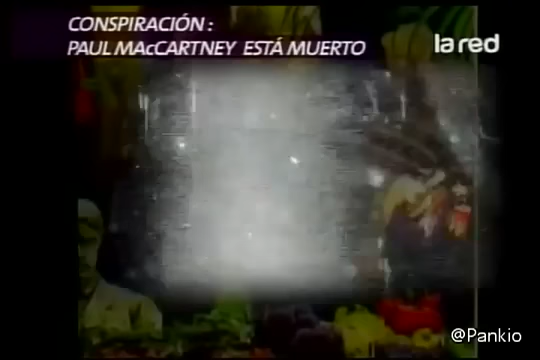 CONSPIRACIÓN :
PAUL MACCARTNEY ESTÁ MUERTO
la red
@Pankio